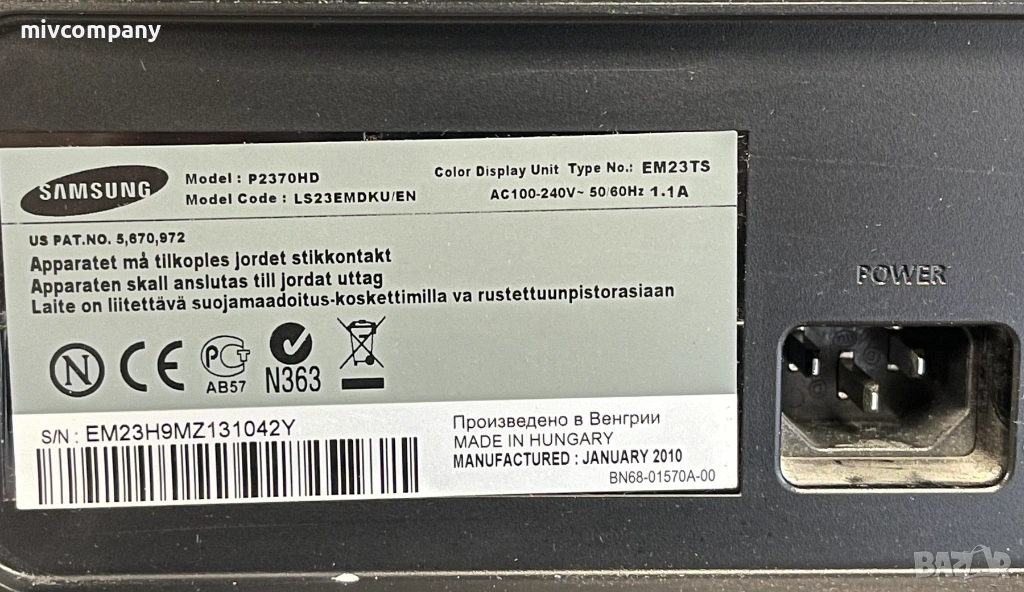 mivcompany
SAMSUNG
Model : P2370HD
Model Code : LS23EMDKU/EN
Color Display Unit Type No.: EM23TS
AC100-240V~ 50/60Hz 1.1A
US PAT.NO. 5,670,972
Apparatet må tilkoples jordet stikkontakt
Apparaten skall anslutas till jordat uttag
Laite on liitettävä suojamaadoitus-koskettimilla va rustettuunpistorasiaan
N CE PCT
AB57
N363
S/N : EM23H9MZ131042Y
Произведено в Венгрии
MADE IN HUNGARY
MANUFACTURED : JANUARY 2010
BN68-01570A-00
POWER
BAZAR